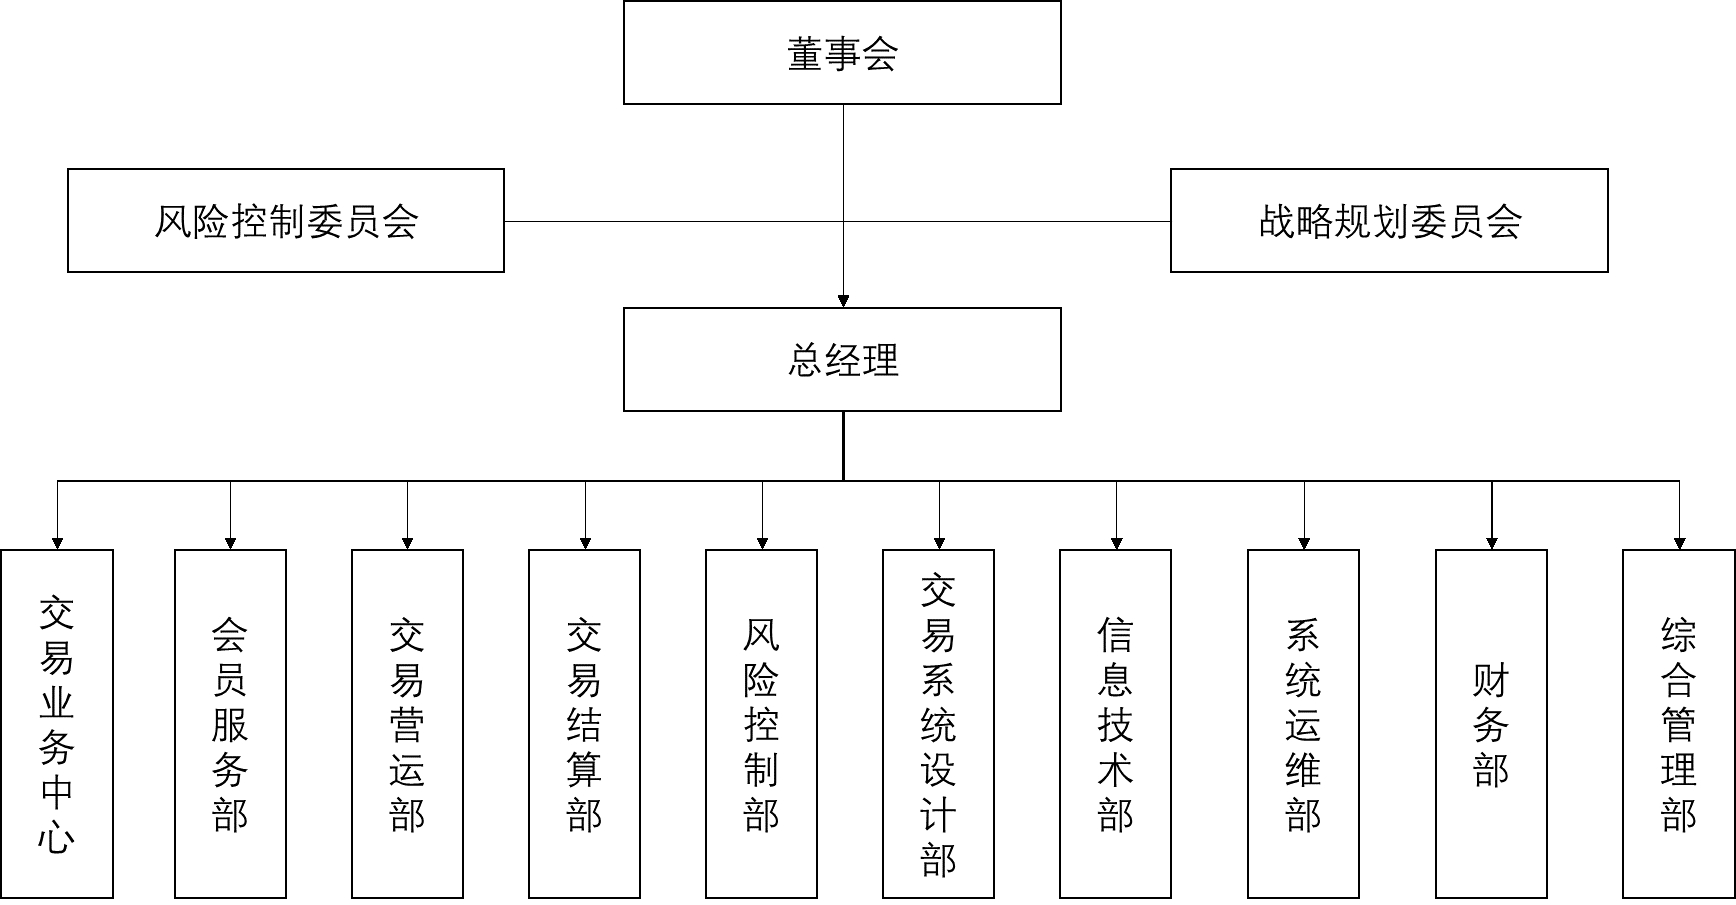 董事会
风险控制委员会
战略规划委员会
总经理
交易业务中心
会员服务部
交易营运部
交易结算部
风险控制部
交易系统设计部
信息技术部
系统运维部
财务部
综合管理部